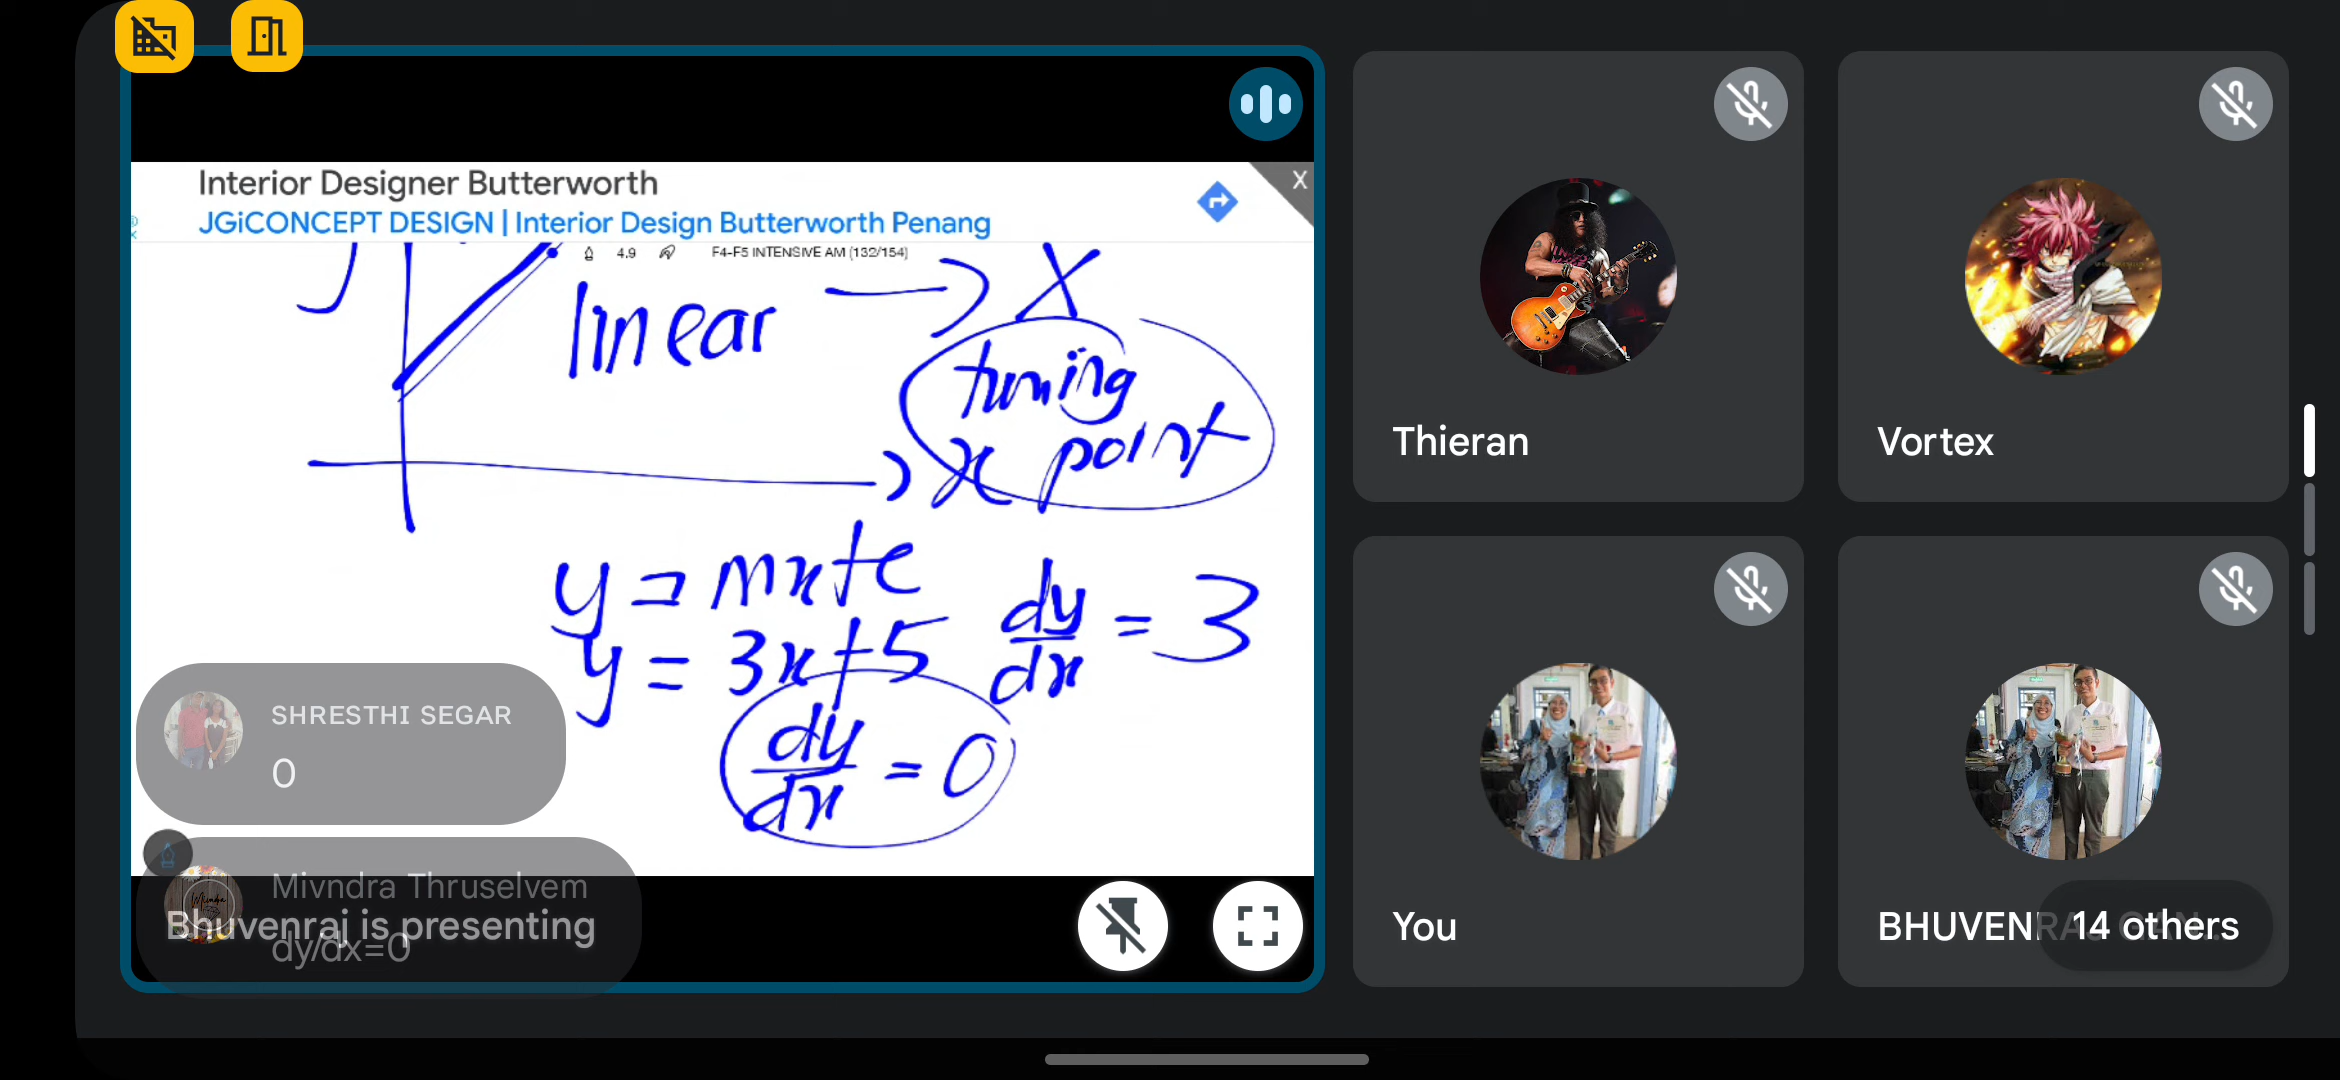 Interior Designer Butterworth
X
JGiCONCEPT DESIGN | Interior Design Butterworth Penang
4.9 F4-F5 INTENSIVE AM (132/154)
linear → X
turning
x point
y = mx+c
y = 3x+5 dy/dx = 3
dy/dx = 0
SHRESTHI SEGAR
0
Mivndra Thruselvem
Bhuvenraj is presenting
dy/dx=0
Thieran
Vortex
You
BHUVENRA
14 others